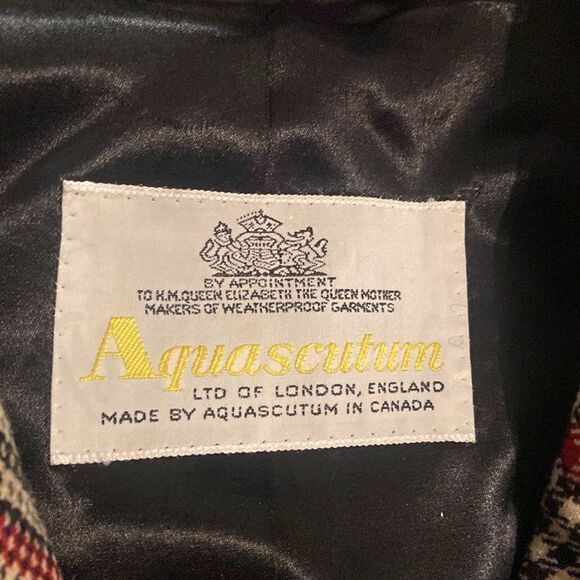 BY APPOINTMENT
TO H.M. QUEEN ELIZABETH THE QUEEN MOTHER
MAKERS OF WEATHERPROOF GARMENTS
Aquascutum
LTD OF LONDON, ENGLAND
MADE BY AQUASCUTUM IN CANADA